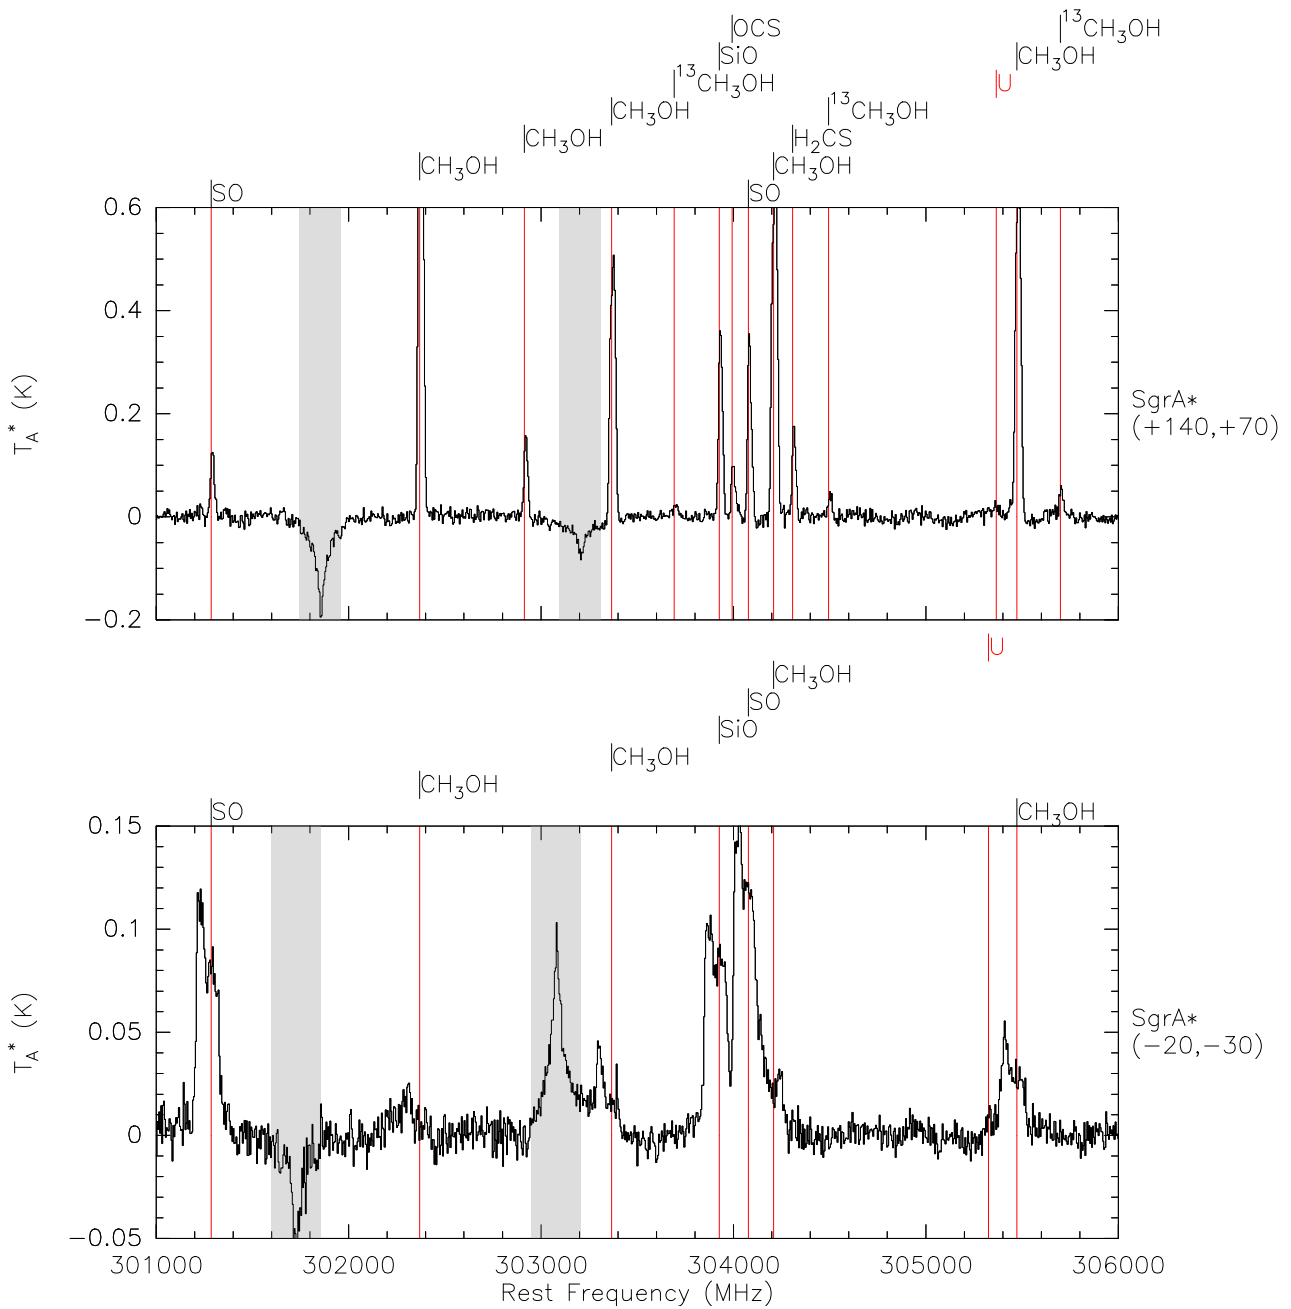 OCS ¹³CH₃OH
SiO CH₃OH
¹³CH₃OH U
CH₃OH ¹³CH₃OH
CH₃OH H₂CS
CH₃OH CH₃OH
SO SO
0.6
0.4
0.2
0
−0.2
T_A* (K)
SgrA*
(+140,+70)
U
CH₃OH
SO
SiO
CH₃OH
CH₃OH
SO CH₃OH
0.15
0.1
0.05
0
−0.05
T_A* (K)
SgrA*
(−20,−30)
301000 302000 303000 304000 305000 306000
Rest Frequency (MHz)